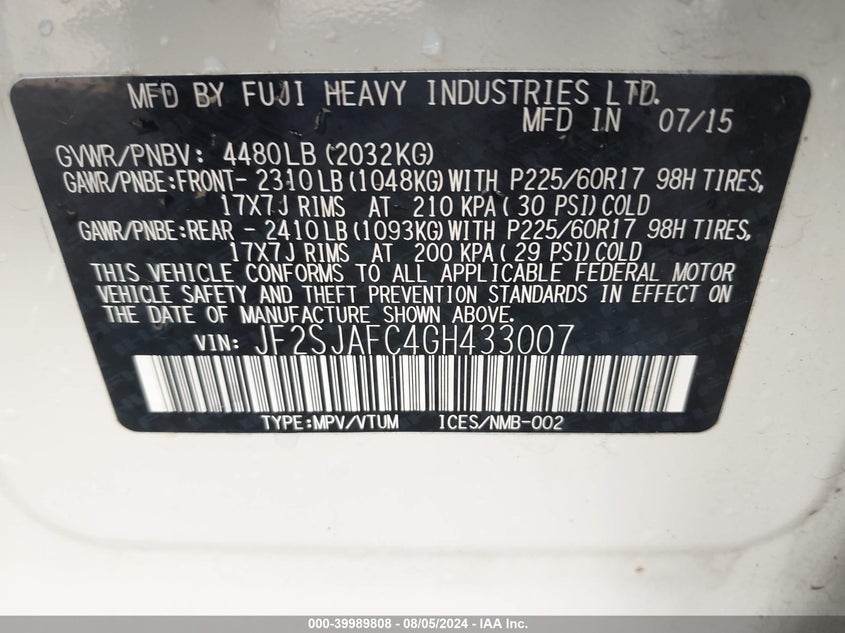 MFD BY FUJI HEAVY INDUSTRIES LTD.
MFD IN 07/15
GVWR/PNBV: 4480LB(2032KG)
GAWR/PNBE:FRONT- 2310LB(1048KG)WITH P225/60R17 98H TIRES,
17X7J RIMS AT 210 KPA( 30 PSI)COLD
GAWR/PNBE:REAR - 2410LB(1093KG)WITH P225/60R17 98H TIRES,
17X7J RIMS AT 200 KPA( 29 PSI)COLD
THIS VEHICLE CONFORMS TO ALL APPLICABLE FEDERAL MOTOR
VEHICLE SAFETY AND THEFT PREVENTION STANDARDS IN EFFECT ON
THE DATE OF MANUFACTURE SHOWN ABOVE.
VIN: JF2SJAFC4GH433007
TYPE:MPV/VTUM ICES/NMB-002
000-39989808 - 08/05/2024 - IAA Inc.